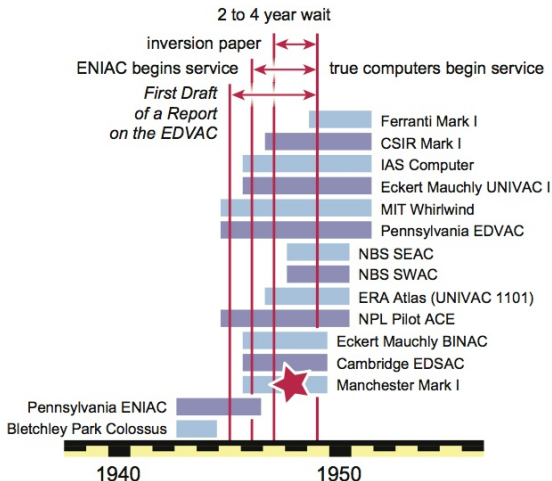 2 to 4 year wait
inversion paper
ENIAC begins service
true computers begin service
First Draft
of a Report
on the EDVAC
Ferranti Mark I
CSIR Mark I
IAS Computer
Eckert Mauchly UNIVAC I
MIT Whirlwind
Pennsylvania EDVAC
NBS SEAC
NBS SWAC
ERA Atlas (UNIVAC 1101)
NPL Pilot ACE
Eckert Mauchly BINAC
Cambridge EDSAC
Manchester Mark I
Pennsylvania ENIAC
Bletchley Park Colossus
1940 1950